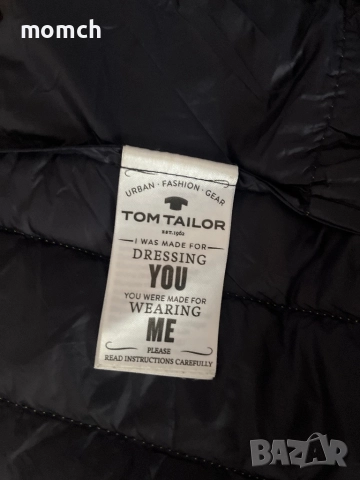 momch
URBAN · FASHION · GEAR
TOM TAILOR
EST. 1962
I WAS MADE FOR
DRESSING
YOU
YOU WERE MADE FOR
WEARING
ME
PLEASE
READ INSTRUCTIONS CAREFULLY
BAZAR